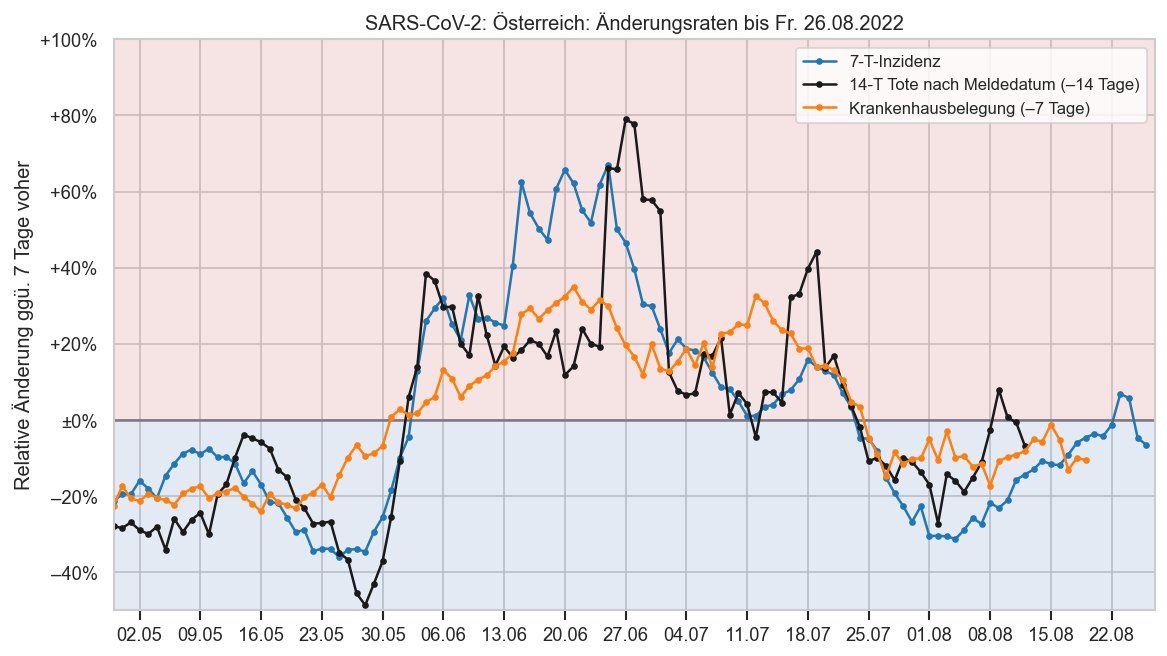 SARS-CoV-2: Österreich: Änderungsraten bis Fr. 26.08.2022
+100%
+80%
+60%
+40%
+20%
±0%
–20%
–40%
Relative Änderung ggü. 7 Tage voher
7-T-Inzidenz
14-T Tote nach Meldedatum (–14 Tage)
Krankenhausbelegung (–7 Tage)
02.05 09.05 16.05 23.05 30.05 06.06 13.06 20.06 27.06 04.07 11.07 18.07 25.07 01.08 08.08 15.08 22.08